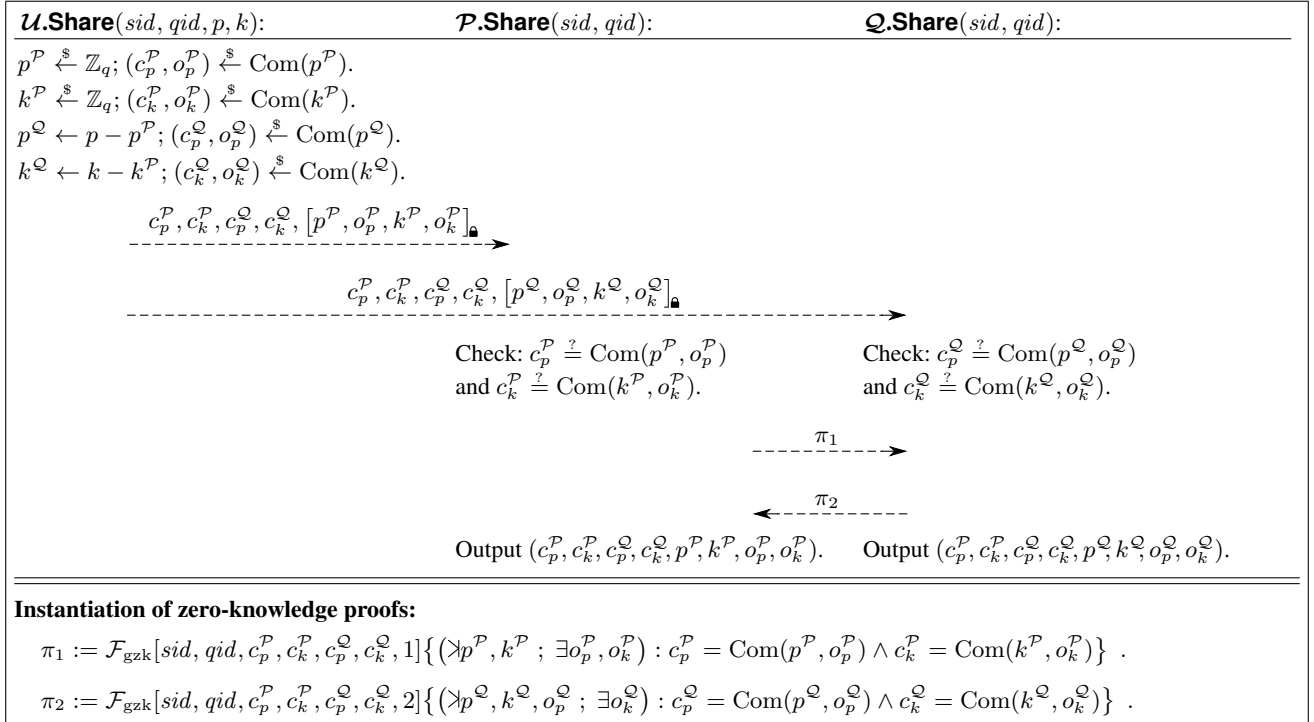 𝒰.Share(sid, qid, p, k): 𝒫.Share(sid, qid): 𝒬.Share(sid, qid):
p^𝒫 ←$ ℤ_q; (c_p^𝒫, o_p^𝒫) ←$ Com(p^𝒫).
k^𝒫 ←$ ℤ_q; (c_k^𝒫, o_k^𝒫) ←$ Com(k^𝒫).
p^𝒬 ← p − p^𝒫; (c_p^𝒬, o_p^𝒬) ←$ Com(p^𝒬).
k^𝒬 ← k − k^𝒫; (c_k^𝒬, o_k^𝒬) ←$ Com(k^𝒬).
c_p^𝒫, c_k^𝒫, c_p^𝒬, c_k^𝒬, [p^𝒫, o_p^𝒫, k^𝒫, o_k^𝒫]🔒
c_p^𝒫, c_k^𝒫, c_p^𝒬, c_k^𝒬, [p^𝒬, o_p^𝒬, k^𝒬, o_k^𝒬]🔒
Check: c_p^𝒫 ≟ Com(p^𝒫, o_p^𝒫) Check: c_p^𝒬 ≟ Com(p^𝒬, o_p^𝒬)
and c_k^𝒫 ≟ Com(k^𝒫, o_k^𝒫). and c_k^𝒬 ≟ Com(k^𝒬, o_k^𝒬).
π_1
π_2
Output (c_p^𝒫, c_k^𝒫, c_p^𝒬, c_k^𝒬, p^𝒫, k^𝒫, o_p^𝒫, o_k^𝒫). Output (c_p^𝒫, c_k^𝒫, c_p^𝒬, c_k^𝒬, p^𝒬, k^𝒬, o_p^𝒬, o_k^𝒬).
Instantiation of zero-knowledge proofs:
π_1 := ℱ_gzk[sid, qid, c_p^𝒫, c_k^𝒫, c_p^𝒬, c_k^𝒬, 1]{(⋋p^𝒫, k^𝒫 ; ∃o_p^𝒫, o_k^𝒫) : c_p^𝒫 = Com(p^𝒫, o_p^𝒫) ∧ c_k^𝒫 = Com(k^𝒫, o_k^𝒫)} .
π_2 := ℱ_gzk[sid, qid, c_p^𝒫, c_k^𝒫, c_p^𝒬, c_k^𝒬, 2]{(⋋p^𝒬, k^𝒬, o_p^𝒬 ; ∃o_k^𝒬) : c_p^𝒬 = Com(p^𝒬, o_p^𝒬) ∧ c_k^𝒬 = Com(k^𝒬, o_k^𝒬)} .